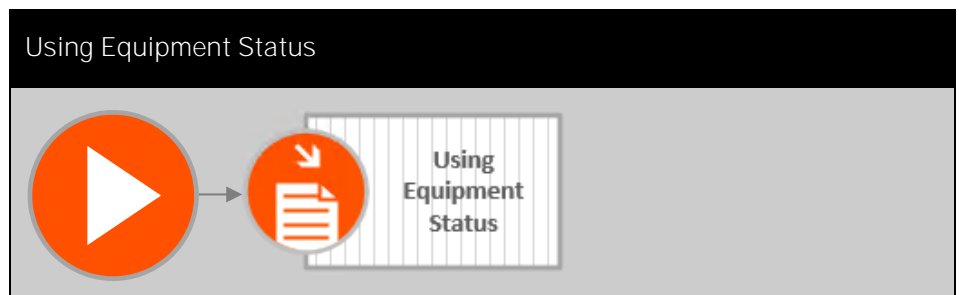 Using Equipment Status
Using
Equipment
Status